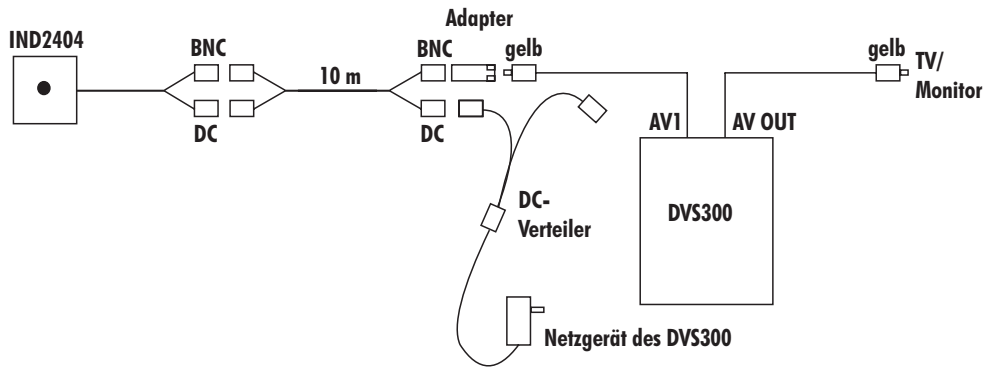 Adapter
IND2404
BNC
BNC
gelb
gelb
TV/
Monitor
10 m
DC
DC
AV1
AV OUT
DC-
Verteiler
DVS300
Netzgerät des DVS300